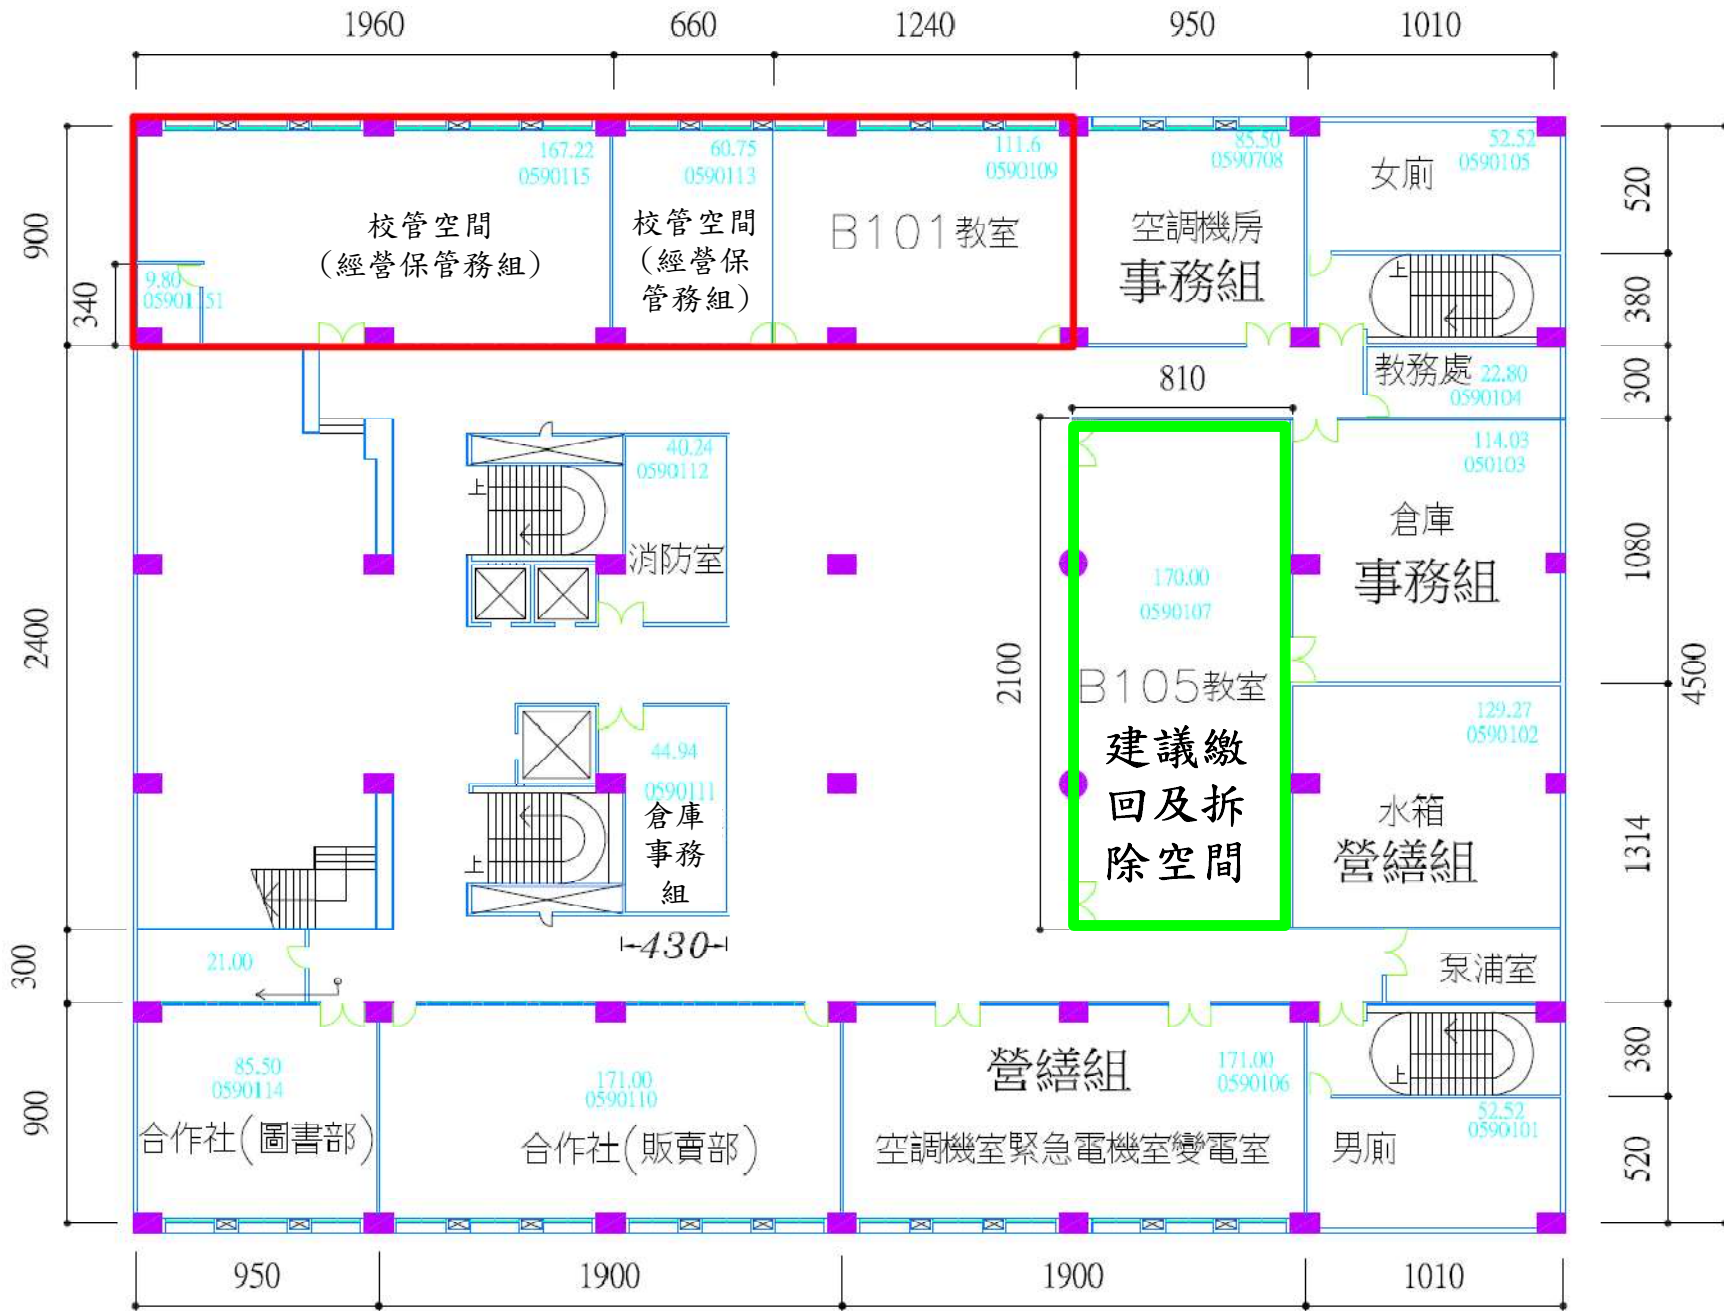 1960
660
1240
950
1010
167.22
0590115
60.75
0590113
111.6
0590109
85.50
0590708
52.52
0590105
女廁
校管空間
(經營保管務組)
校管空間
(經營保
管務組)
B101教室
空調機房
事務組
900
340
9.80
05901151
上
520
380
300
教務處 22.80
0590104
810
40.24
0590112
上
消防室
114.03
050103
倉庫
事務組
1080
170.00
0590107
2400
2100
4500
B105教室
建議繳
回及拆
除空間
44.94
0590111
倉庫
事務
組
上
129.27
0590102
水箱
營繕組
1314
430
300
21.00
泵浦室
900
85.50
0590114
合作社(圖書部)
171.00
0590110
合作社(販賣部)
營繕組
171.00
0590106
空調機室緊急電機室變電室
上
380
52.52
0590101
男廁
520
950
1900
1900
1010